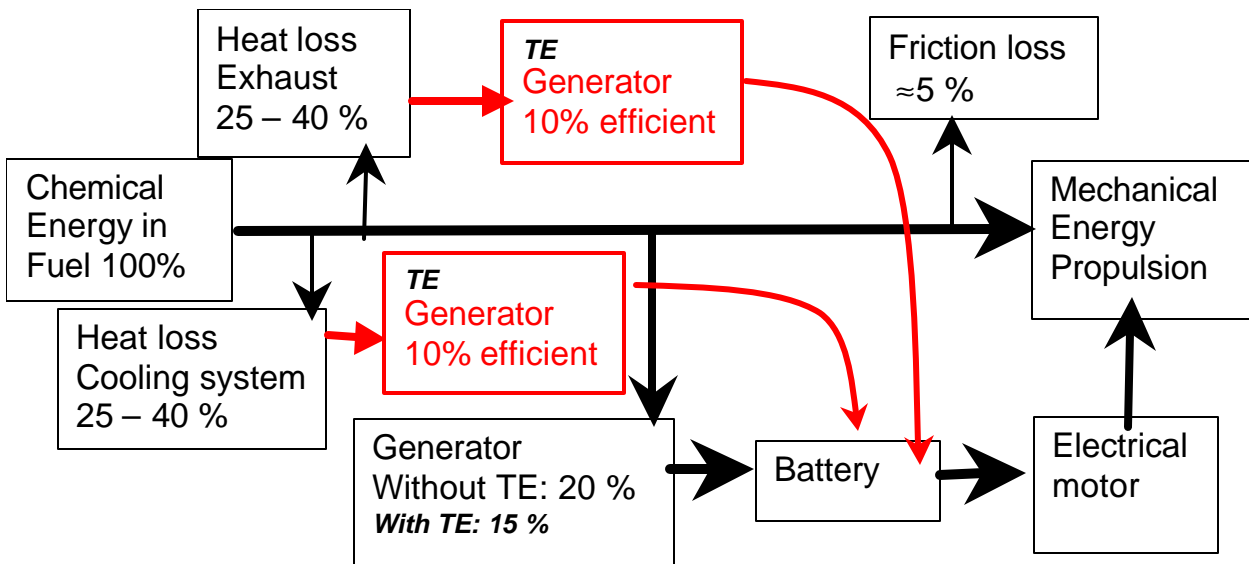 Heat loss
Exhaust
25 – 40 %
TE
Generator
10% efficient
Friction loss
≈5 %
Chemical
Energy in
Fuel 100%
Mechanical
Energy
Propulsion
TE
Generator
10% efficient
Heat loss
Cooling system
25 – 40 %
Generator
Without TE: 20 %
With TE: 15 %
Battery
Electrical
motor